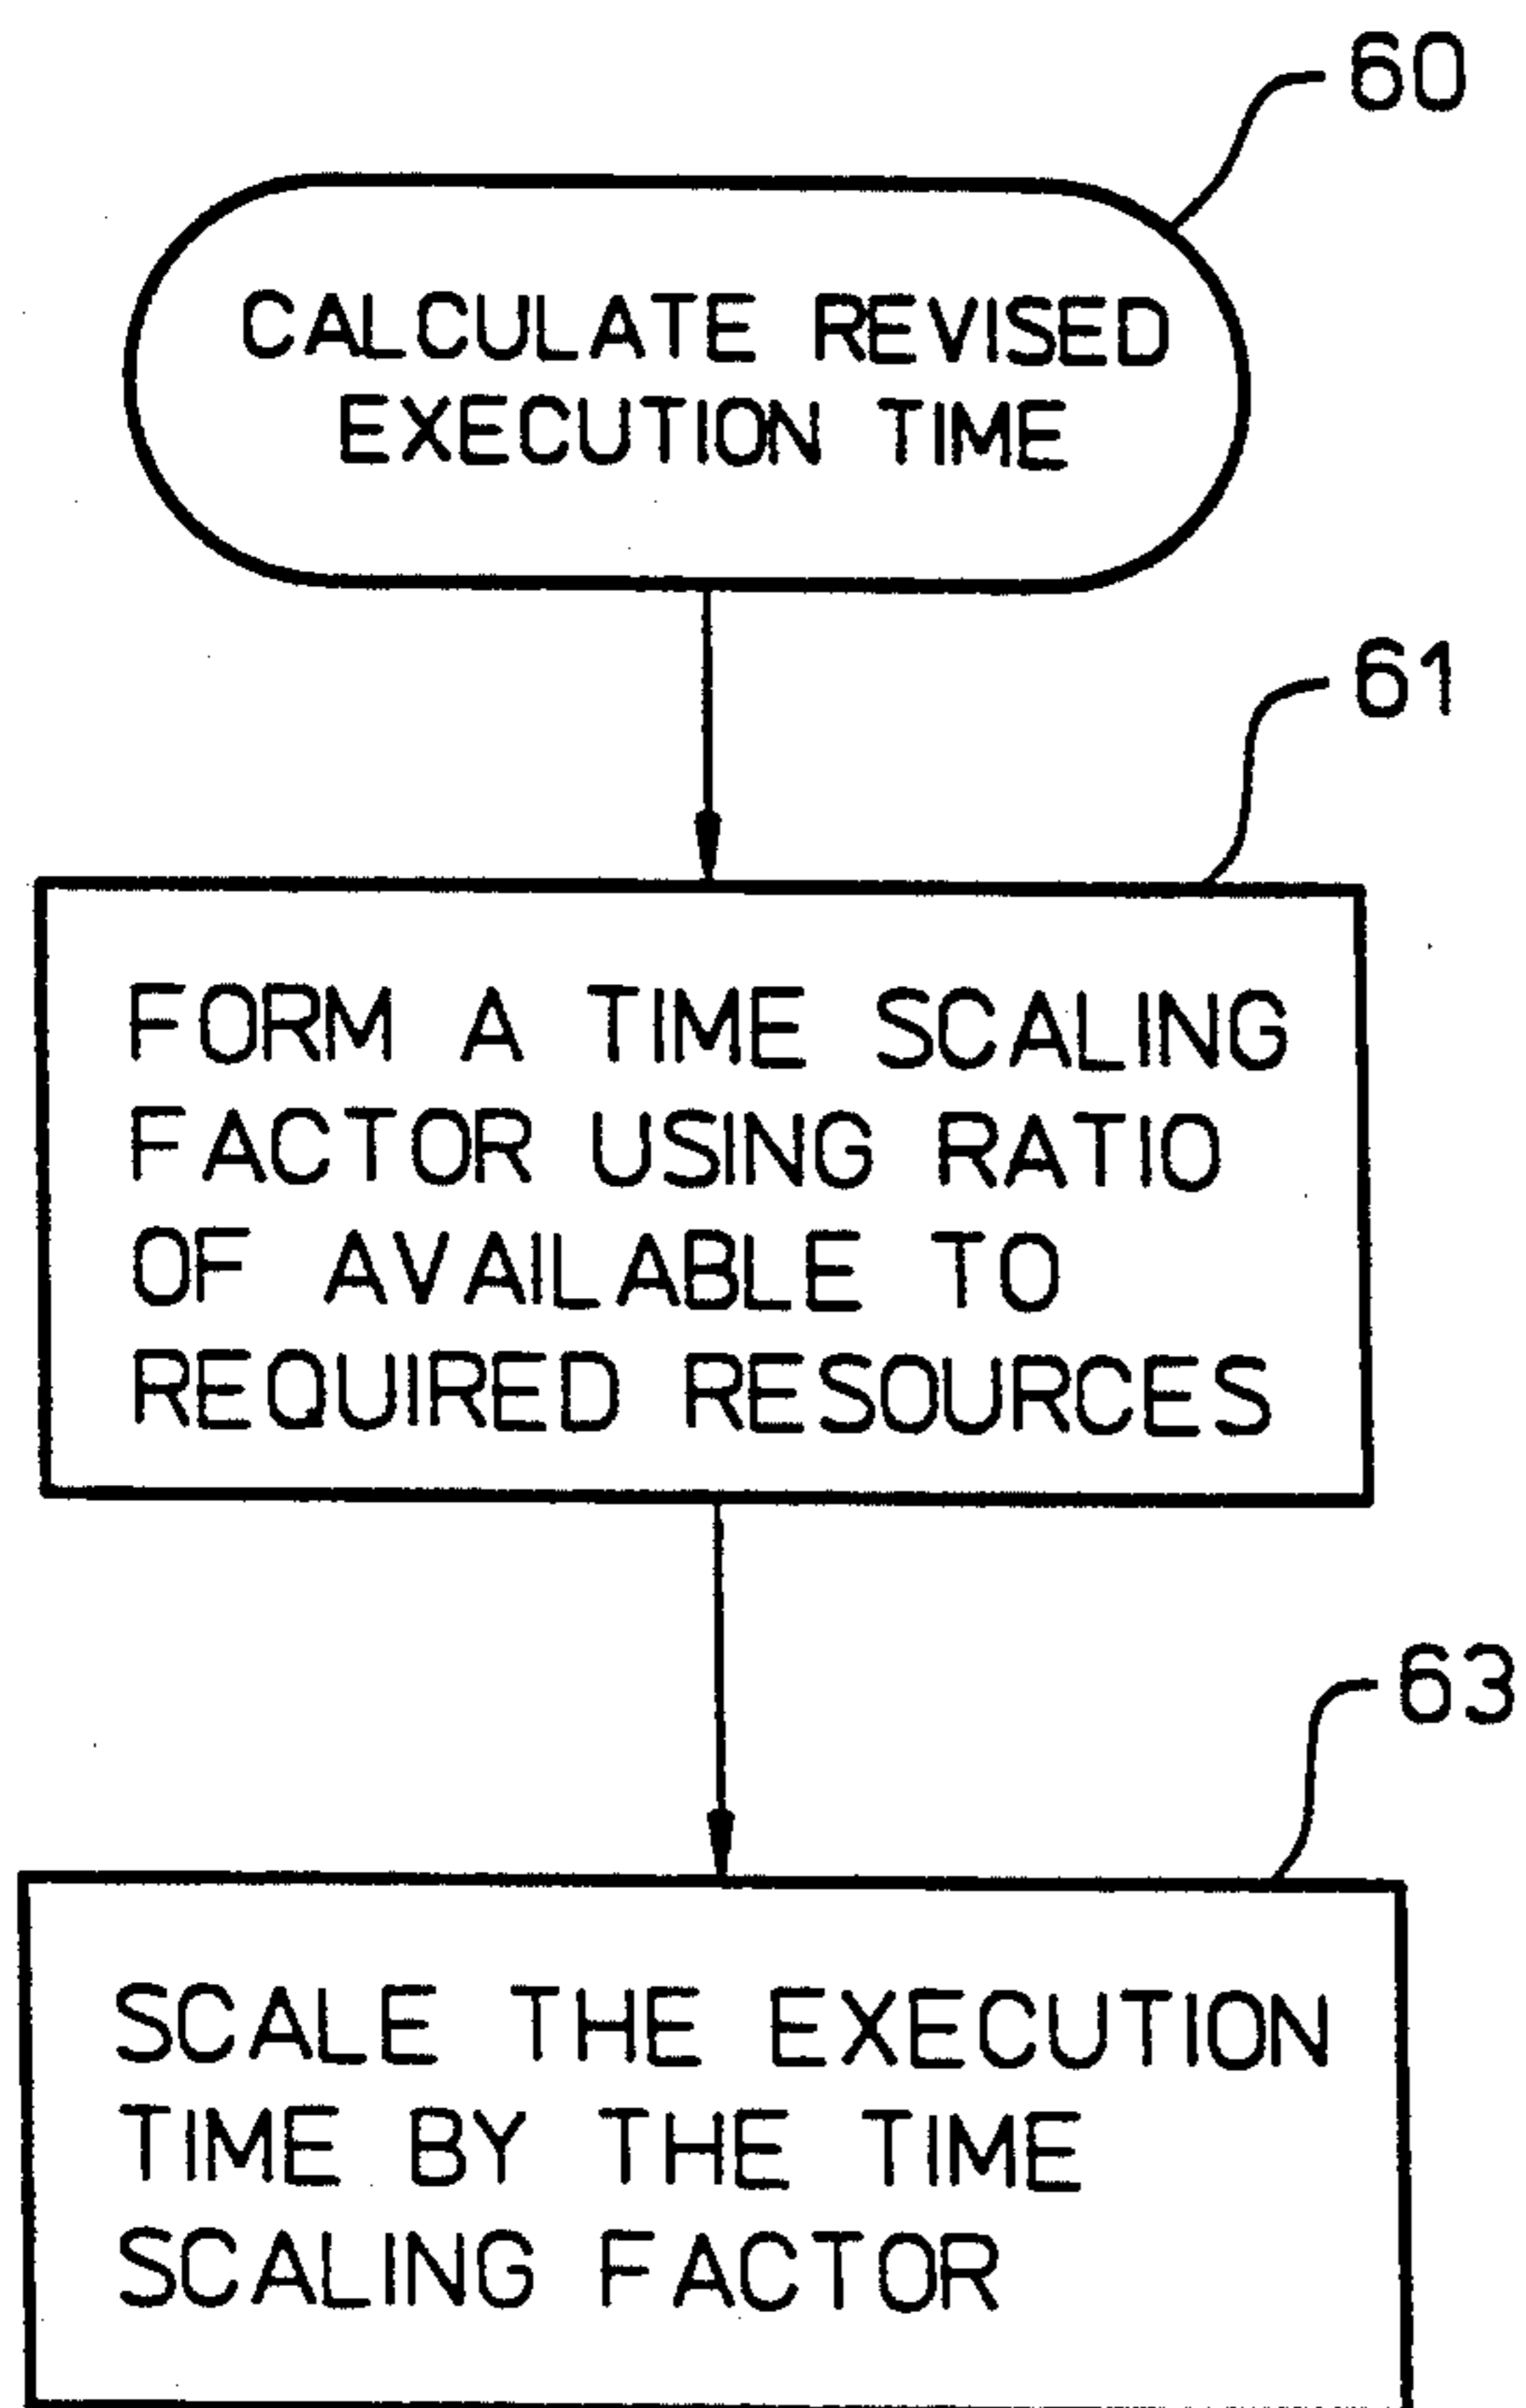 60
CALCULATE REVISED
EXECUTION TIME
61
FORM A TIME SCALING
FACTOR USING RATIO
OF AVAILABLE TO
REQUIRED RESOURCES
63
SCALE THE EXECUTION
TIME BY THE TIME
SCALING FACTOR